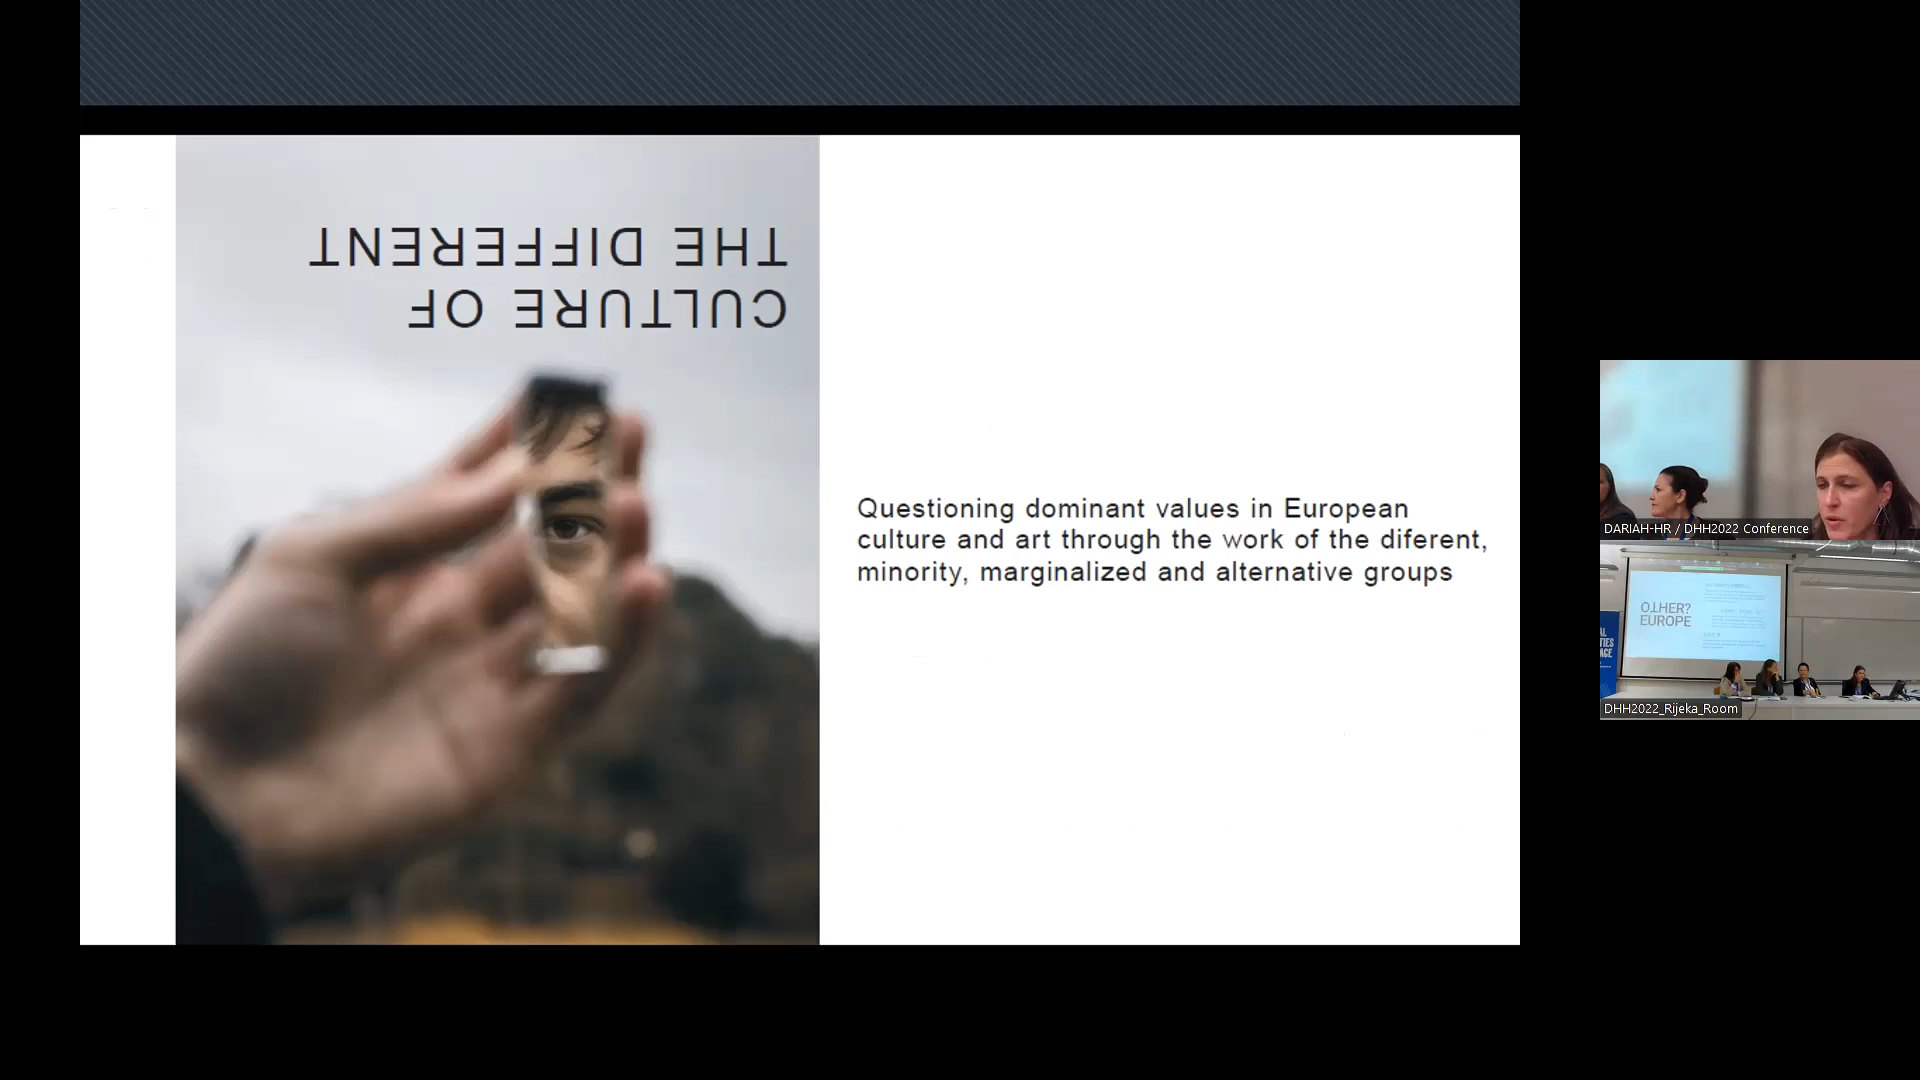 CULTURE OF
THE DIFFERENT
Questioning dominant values in European
culture and art through the work of the diferent,
minority, marginalized and alternative groups
DARIAH-HR / DHH2022 Conference
OTHER?
EUROPE
DHH2022_Rijeka_Room